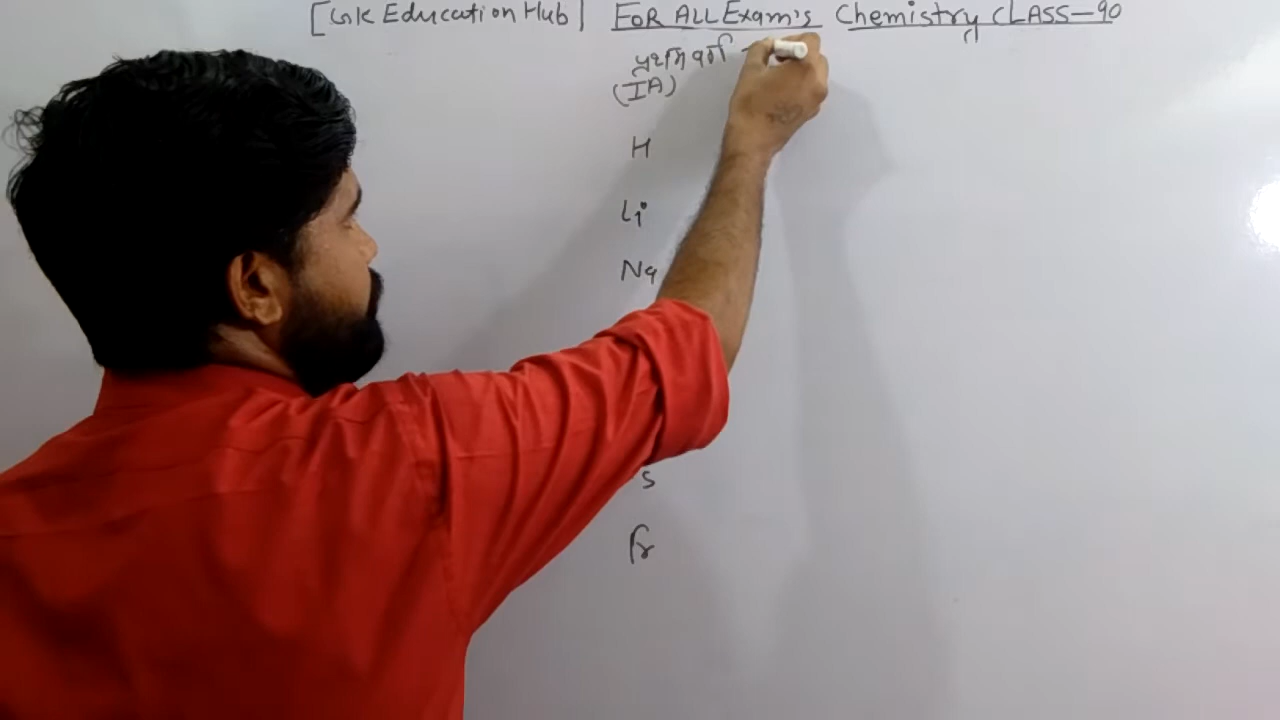 [Gk Education Hub] FOR ALL Exam's Chemistry CLASS-90
प्रथम वर्ग -
(IA)
H
Li
Na
S
Fr